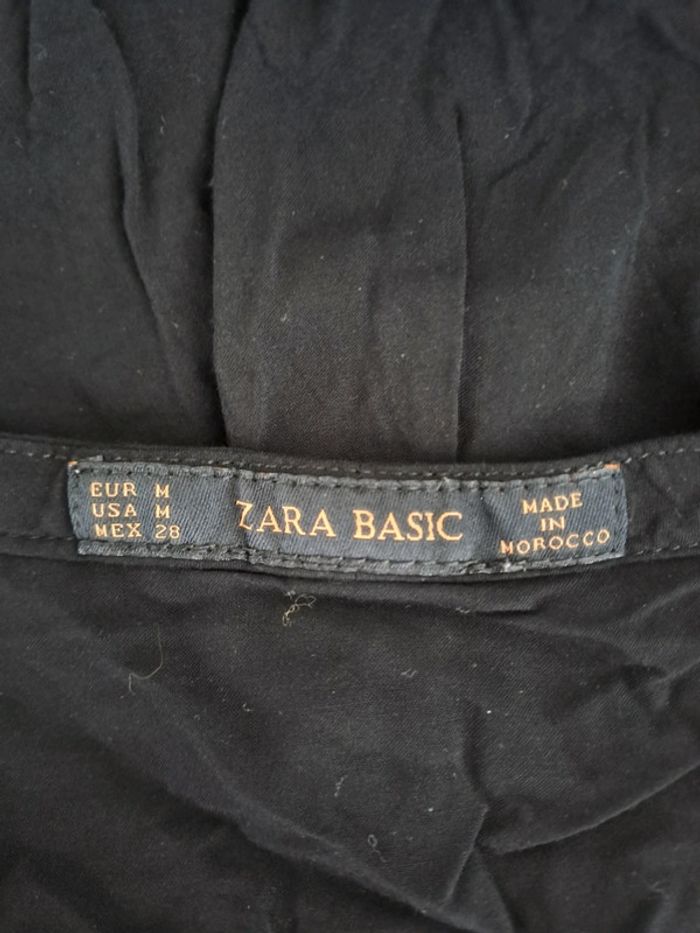 EUR M
USA M
MEX 28
ZARA BASIC
MADE
IN
MOROCCO